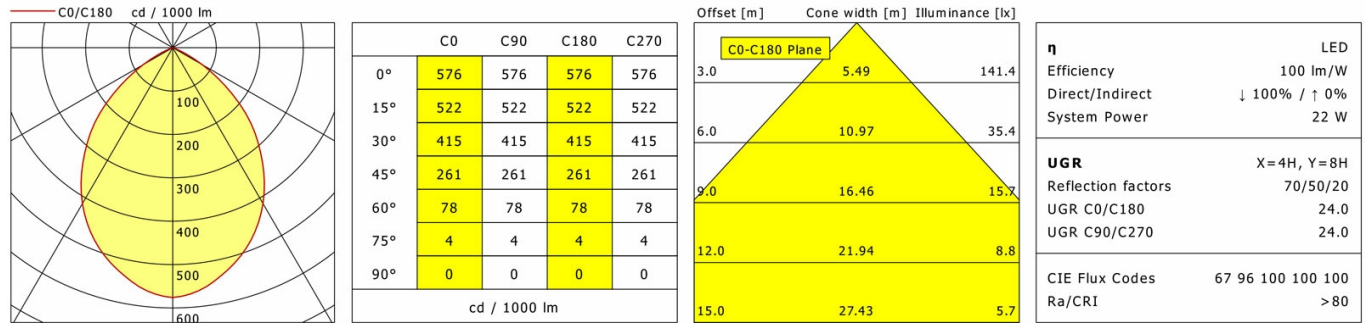 C0/C180 cd / 1000 lm
100
200
300
400
500
600
C0 C90 C180 C270
0° 576 576 576 576
15° 522 522 522 522
30° 415 415 415 415
45° 261 261 261 261
60° 78 78 78 78
75° 4 4 4 4
90° 0 0 0 0
cd / 1000 lm
Offset [m] Cone width [m] Illuminance [lx]
C0-C180 Plane
3.0 5.49 141.4
6.0 10.97 35.4
9.0 16.46 15.7
12.0 21.94 8.8
15.0 27.43 5.7
η LED
Efficiency 100 lm/W
Direct/Indirect ↓ 100% / ↑ 0%
System Power 22 W
UGR X=4H, Y=8H
Reflection factors 70/50/20
UGR C0/C180 24.0
UGR C90/C270 24.0
CIE Flux Codes 67 96 100 100 100
Ra/CRI >80